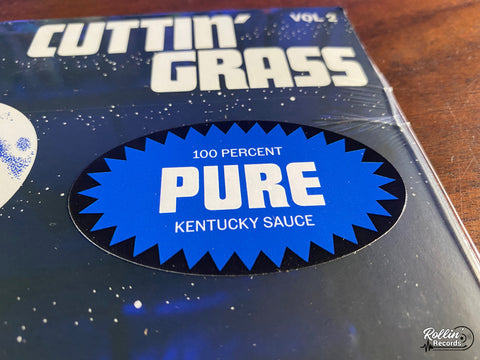 CUTTIN'
VOL 2
GRASS
100 PERCENT
PURE
KENTUCKY SAUCE
Rollin'
Records